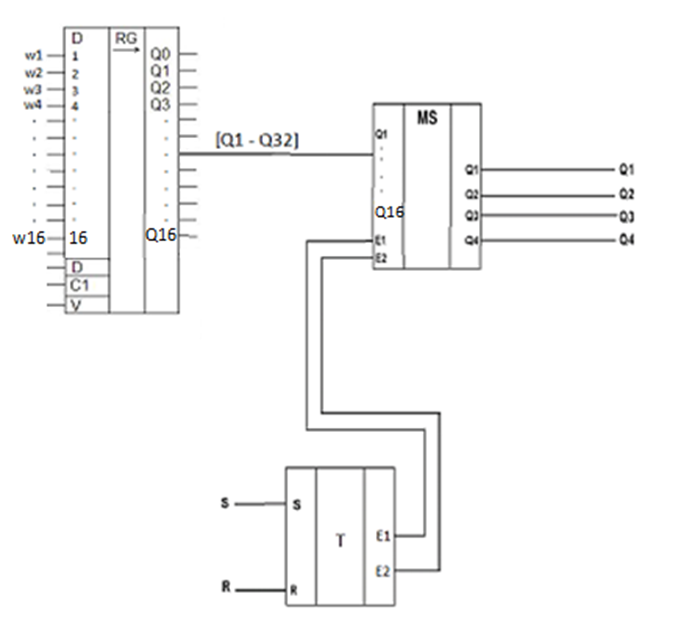 D RG
w1 1 Q0
w2 2 Q1
w3 3 Q2
w4 4 Q3
[Q1 - Q32]
w16 16 Q16
D
C1
V
MS
Q1
Q16
Q1 Q1
Q2 Q2
Q3 Q3
Q4 Q4
E1
E2
S S
T
E1
E2
R R